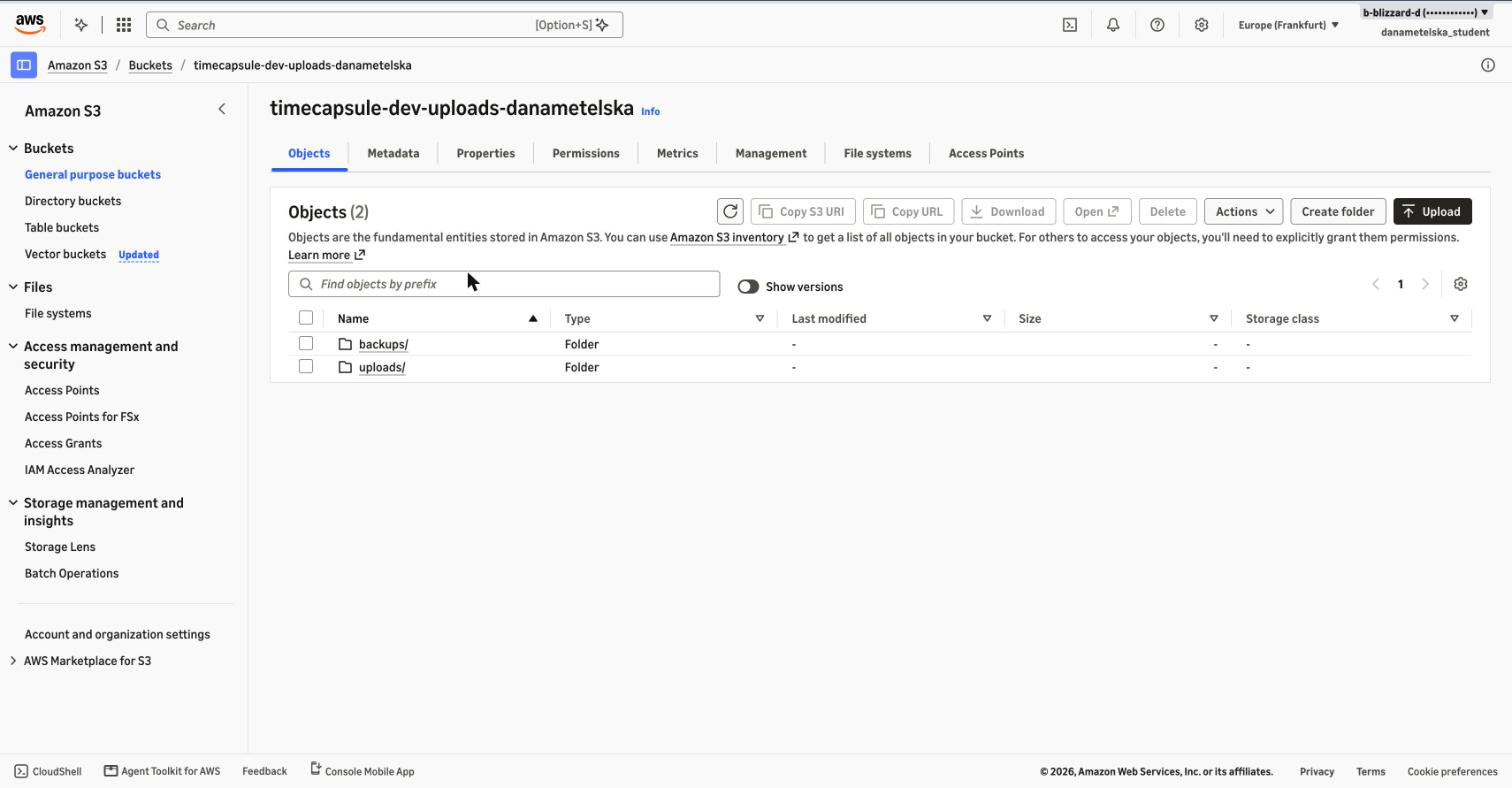 aws
Search [Option+S]
Europe (Frankfurt)
b-blizzard-d (············)
danametelska_student
Amazon S3 / Buckets / timecapsule-dev-uploads-danametelska
Amazon S3
Buckets
General purpose buckets
Directory buckets
Table buckets
Vector buckets Updated
Files
File systems
Access management and
security
Access Points
Access Points for FSx
Access Grants
IAM Access Analyzer
Storage management and
insights
Storage Lens
Batch Operations
Account and organization settings
AWS Marketplace for S3
timecapsule-dev-uploads-danametelska Info
Objects Metadata Properties Permissions Metrics Management File systems Access Points
Objects (2) Copy S3 URI Copy URL Download Open Delete Actions Create folder Upload
Objects are the fundamental entities stored in Amazon S3. You can use Amazon S3 inventory to get a list of all objects in your bucket. For others to access your objects, you'll need to explicitly grant them permissions.
Learn more
Find objects by prefix Show versions 1
Name Type Last modified Size Storage class
backups/ Folder - - -
uploads/ Folder - - -
CloudShell Agent Toolkit for AWS Feedback Console Mobile App © 2026, Amazon Web Services, Inc. or its affiliates. Privacy Terms Cookie preferences